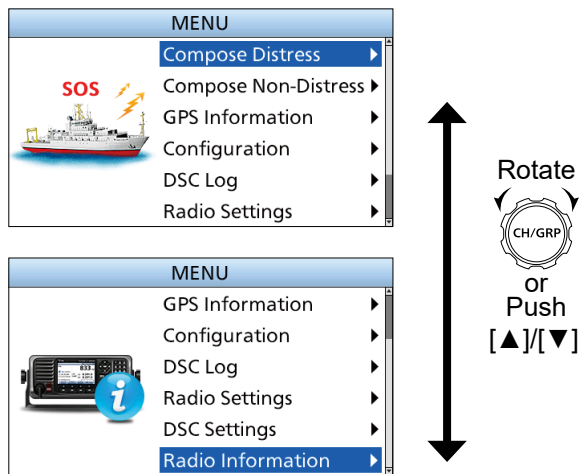 MENU
Compose Distress
SOS
Compose Non-Distress
GPS Information
Configuration
DSC Log
Radio Settings
MENU
GPS Information
Configuration
DSC Log
Radio Settings
DSC Settings
Radio Information
Rotate
CH/GRP
or
Push
[▲]/[▼]